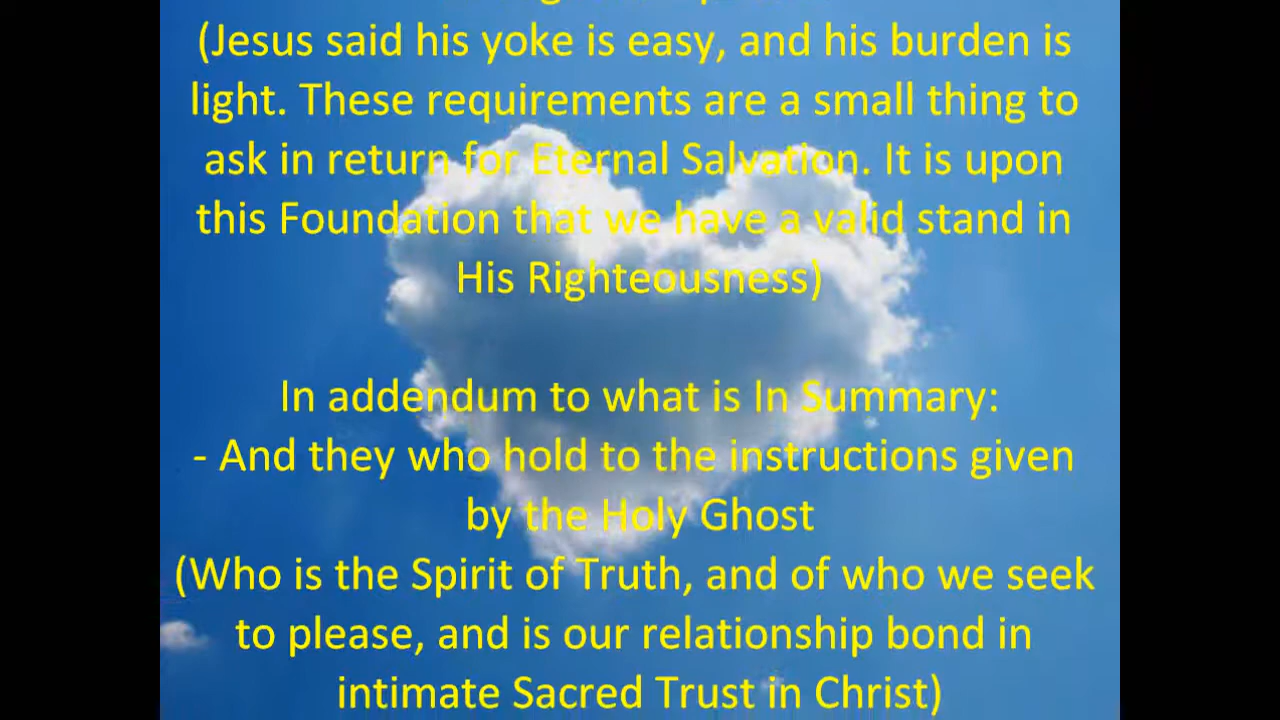 (Jesus said his yoke is easy, and his burden is
light. These requirements are a small thing to
ask in return for Eternal Salvation. It is upon
this Foundation that we have a valid stand in
His Righteousness)
In addendum to what is In Summary:
- And they who hold to the instructions given
by the Holy Ghost
(Who is the Spirit of Truth, and of who we seek
to please, and is our relationship bond in
intimate Sacred Trust in Christ)